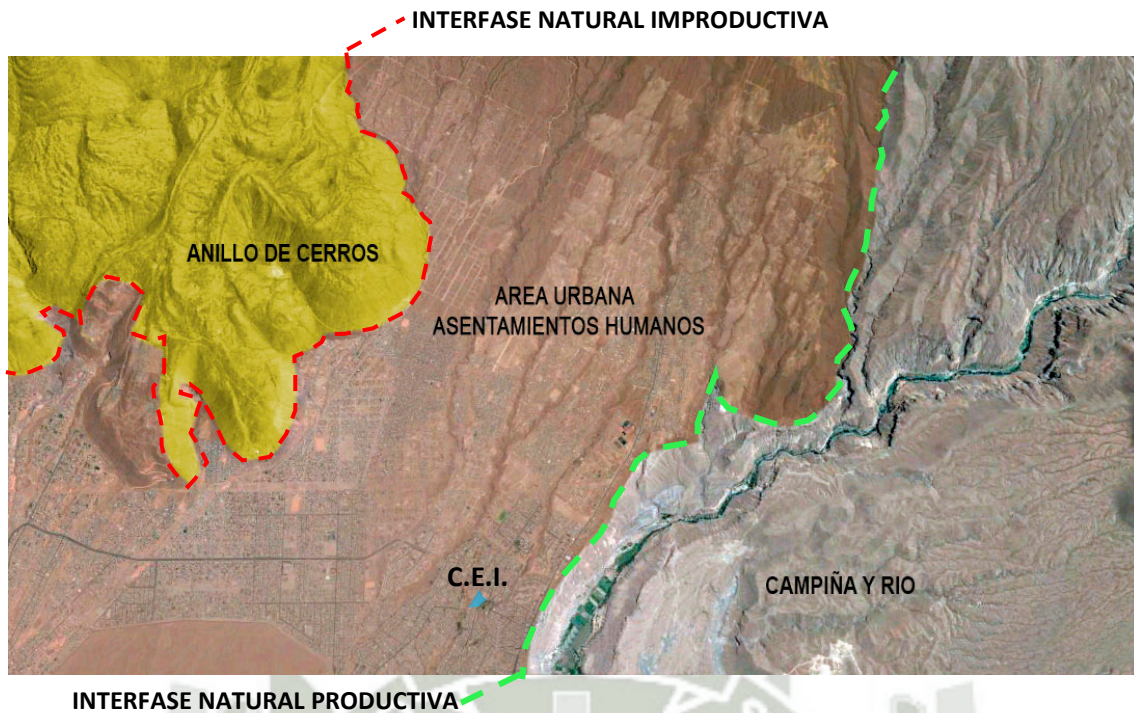 INTERFASE NATURAL IMPRODUCTIVA
ANILLO DE CERROS
AREA URBANA
ASENTAMIENTOS HUMANOS
C.E.I.
CAMPIÑA Y RIO
INTERFASE NATURAL PRODUCTIVA